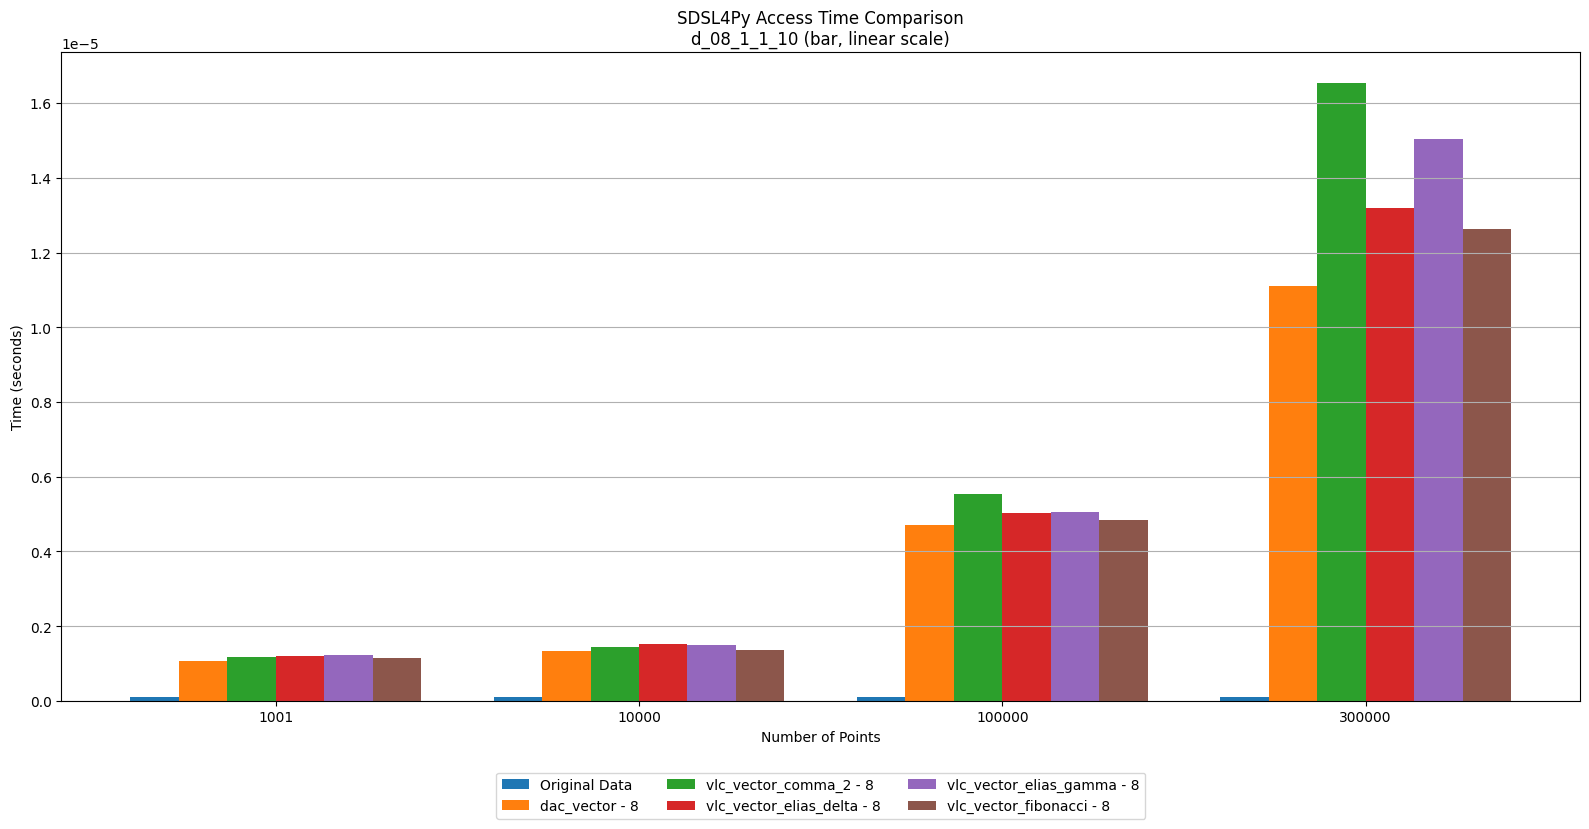 SDSL4Py Access Time Comparison
d_08_1_1_10 (bar, linear scale)
1e−5
1.6
1.4
1.2
1.0
0.8
0.6
0.4
0.2
0.0
Time (seconds)
1001 10000 100000 300000
Number of Points
Original Data vlc_vector_comma_2 - 8 vlc_vector_elias_gamma - 8
dac_vector - 8 vlc_vector_elias_delta - 8 vlc_vector_fibonacci - 8